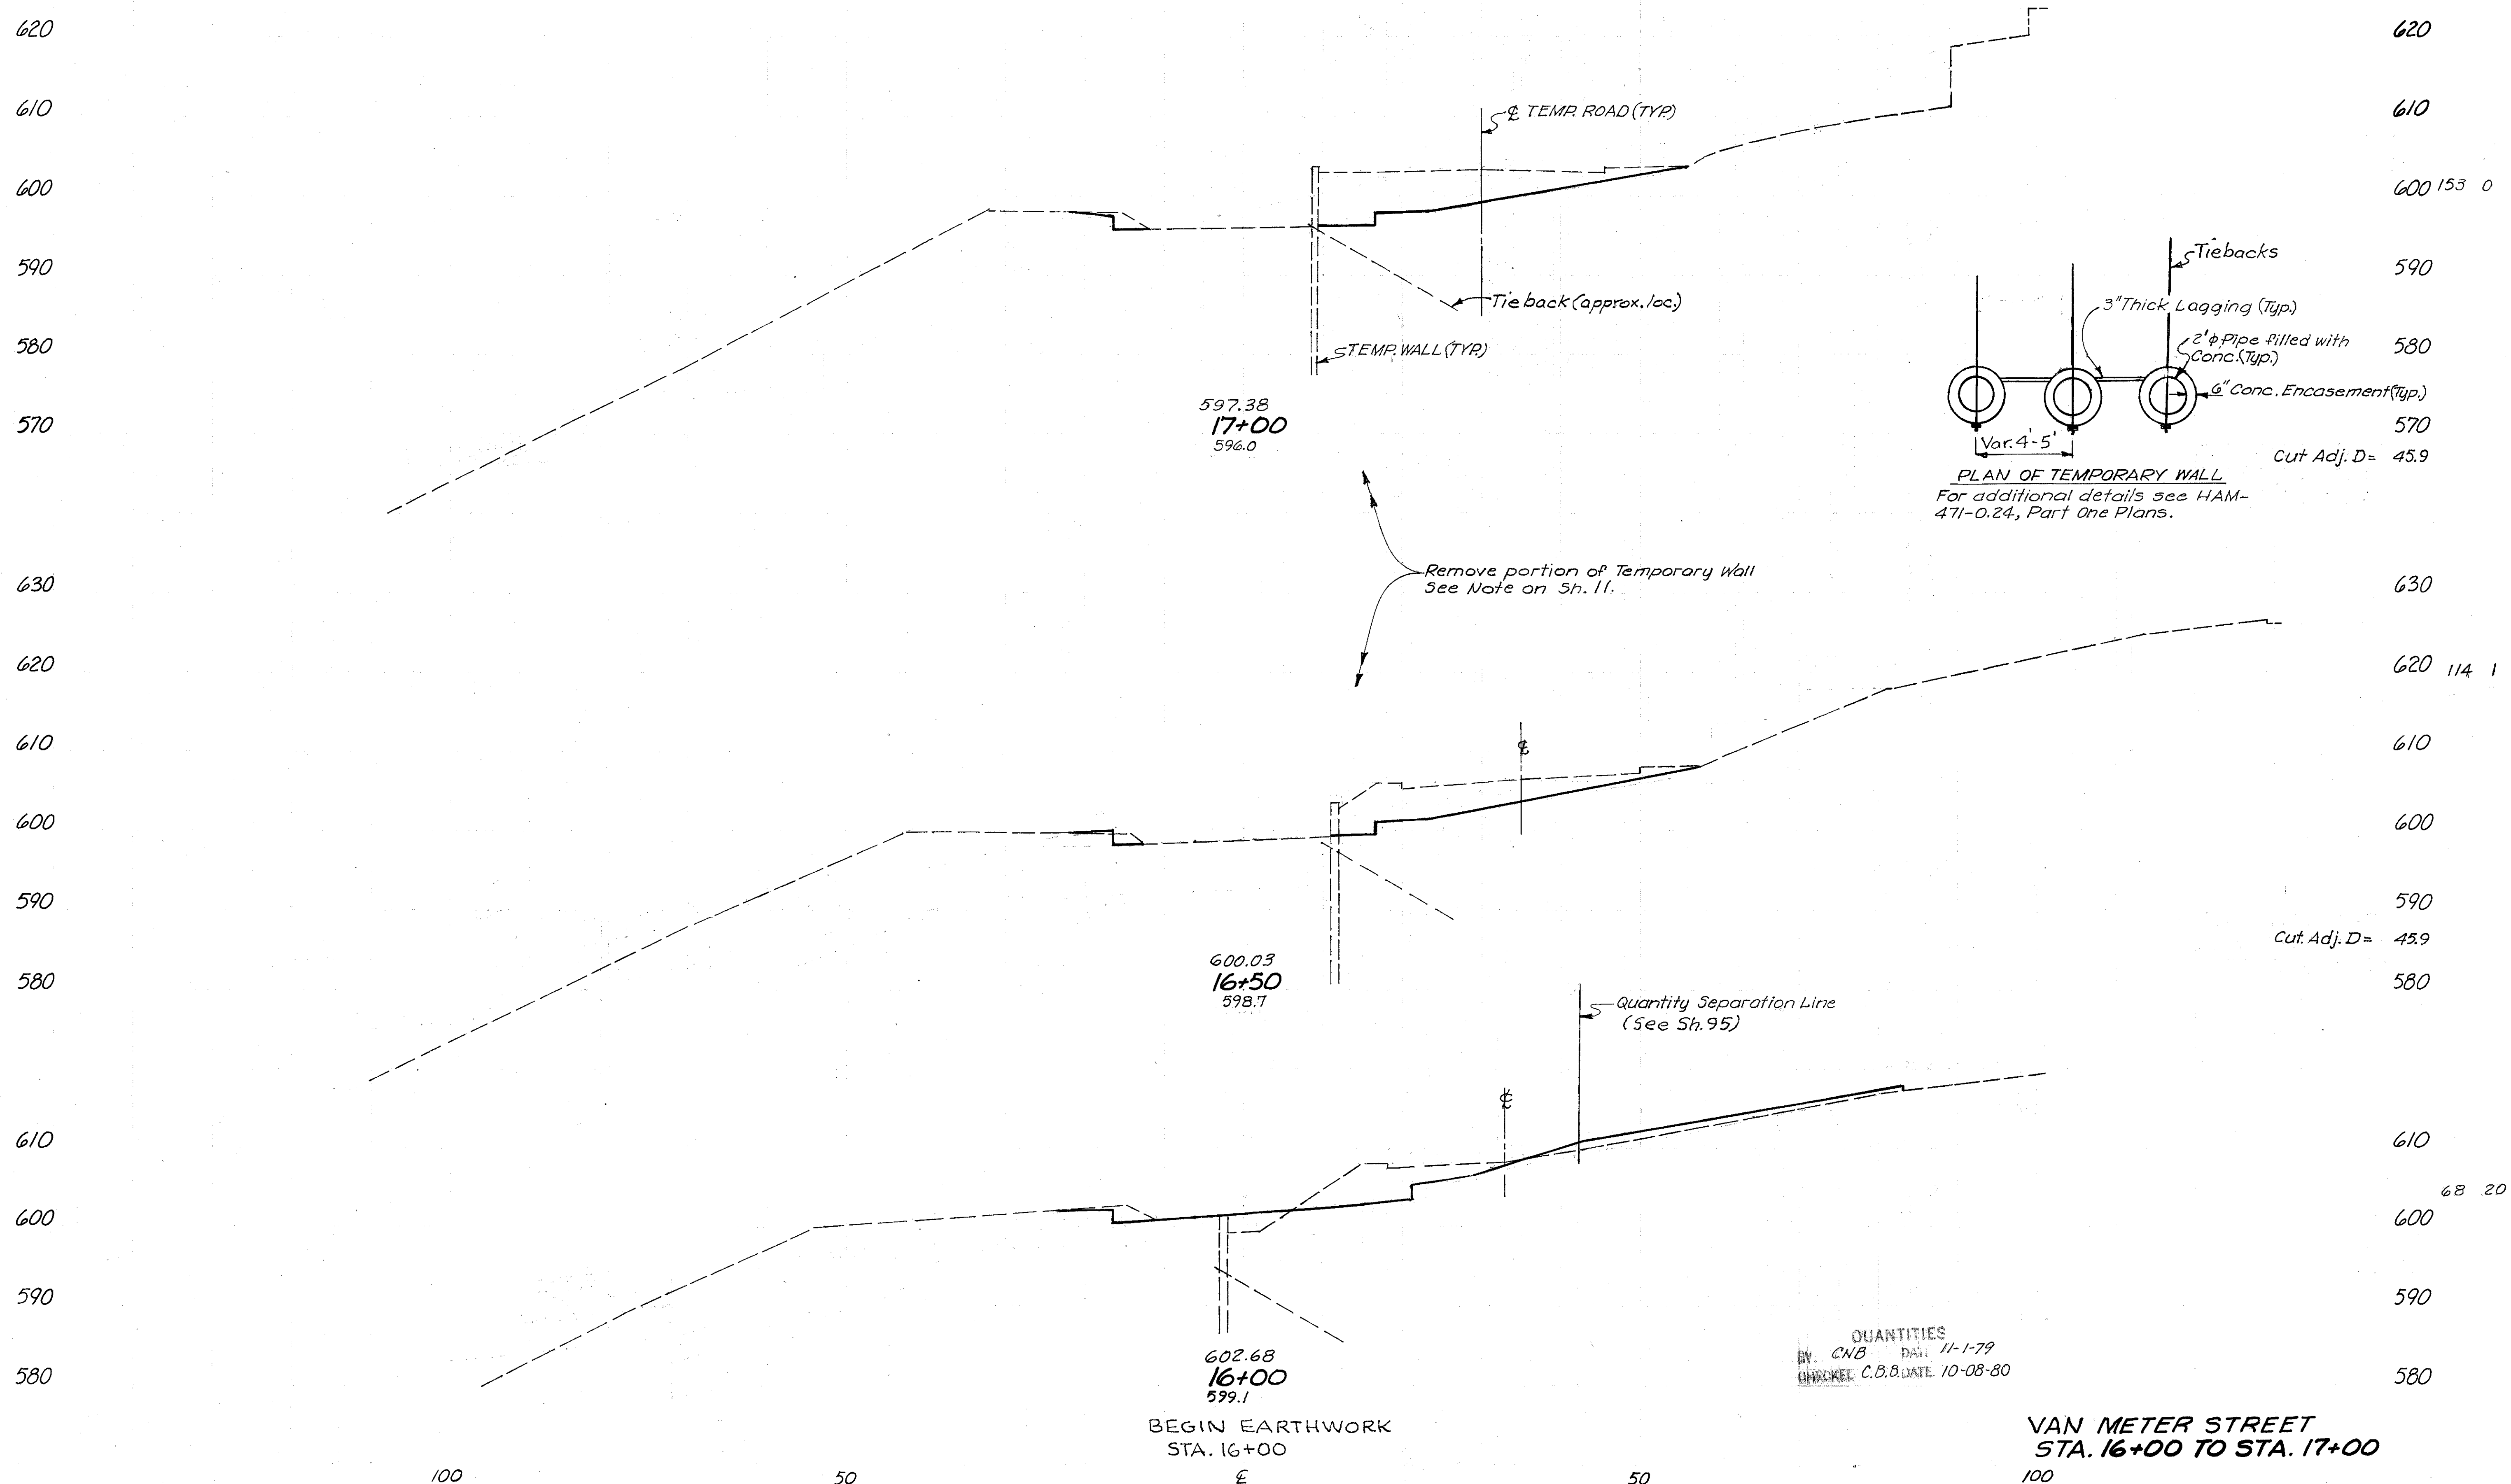 620 620
℄ TEMP. ROAD (TYP.)
610 610
600 600 153 0
Tiebacks
590 590
Tieback (approx. loc.)
3" Thick Lagging (Typ.)
2' φ Pipe filled with
Conc. (Typ.)
580 580
TEMP. WALL (TYP.)
6" Conc. Encasement (Typ.)
597.38
570 17+00 570
596.0
Var. 4'-5'
Cut Adj. D= 45.9
PLAN OF TEMPORARY WALL
For additional details see HAM-
471-0.24, Part One Plans.
Remove portion of Temporary Wall
See Note on Sh. 11.
630 630
620 620 114 1
610 ℄ 610
600 600
590 590
Cut. Adj. D= 45.9
600.03
580 16+50 580
598.7
Quantity Separation Line
(See Sh. 95)
℄
610 610
68 20
600 600
590 590
QUANTITIES
BY CNB DATE 11-1-79
CHECKED C.B.B. DATE 10-08-80
602.68
580 16+00 580
599.1
BEGIN EARTHWORK
STA. 16+00
VAN METER STREET
STA. 16+00 TO STA. 17+00
100 50 ℄ 50 100